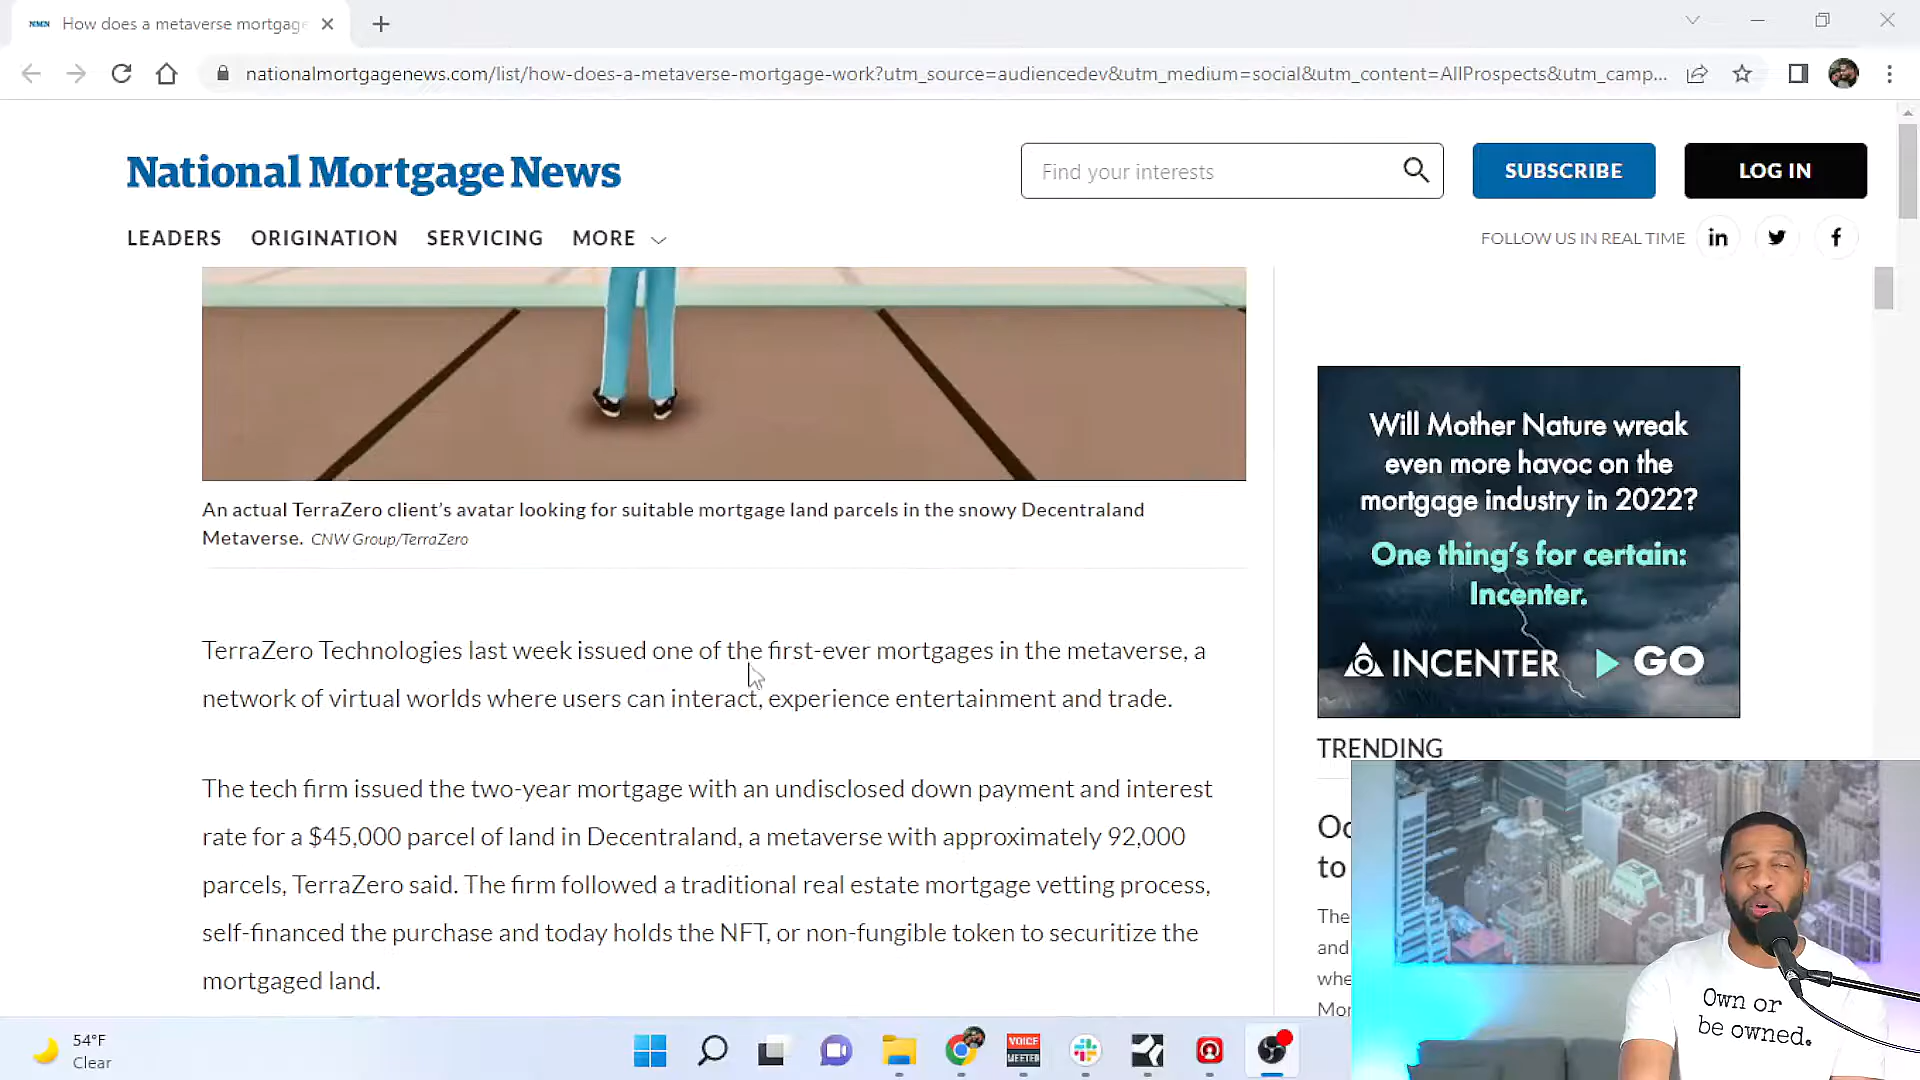 NMN How does a metaverse mortgage
nationalmortgagenews.com/list/how-does-a-metaverse-mortgage-work?utm_source=audiencedev&utm_medium=social&utm_content=AllProspects&utm_camp...
National Mortgage News
Find your interests
SUBSCRIBE
LOG IN
LEADERS ORIGINATION SERVICING MORE
FOLLOW US IN REAL TIME
An actual TerraZero client's avatar looking for suitable mortgage land parcels in the snowy Decentraland
Metaverse. CNW Group/TerraZero
TerraZero Technologies last week issued one of the first-ever mortgages in the metaverse, a
network of virtual worlds where users can interact, experience entertainment and trade.
The tech firm issued the two-year mortgage with an undisclosed down payment and interest
rate for a $45,000 parcel of land in Decentraland, a metaverse with approximately 92,000
parcels, TerraZero said. The firm followed a traditional real estate mortgage vetting process,
self-financed the purchase and today holds the NFT, or non-fungible token to securitize the
mortgaged land.
Will Mother Nature wreak
even more havoc on the
mortgage industry in 2022?
One thing's for certain:
Incenter.
INCENTER GO
TRENDING
to
The
and
Own or
be owned.
54°F
Clear
VOICE
MEETER